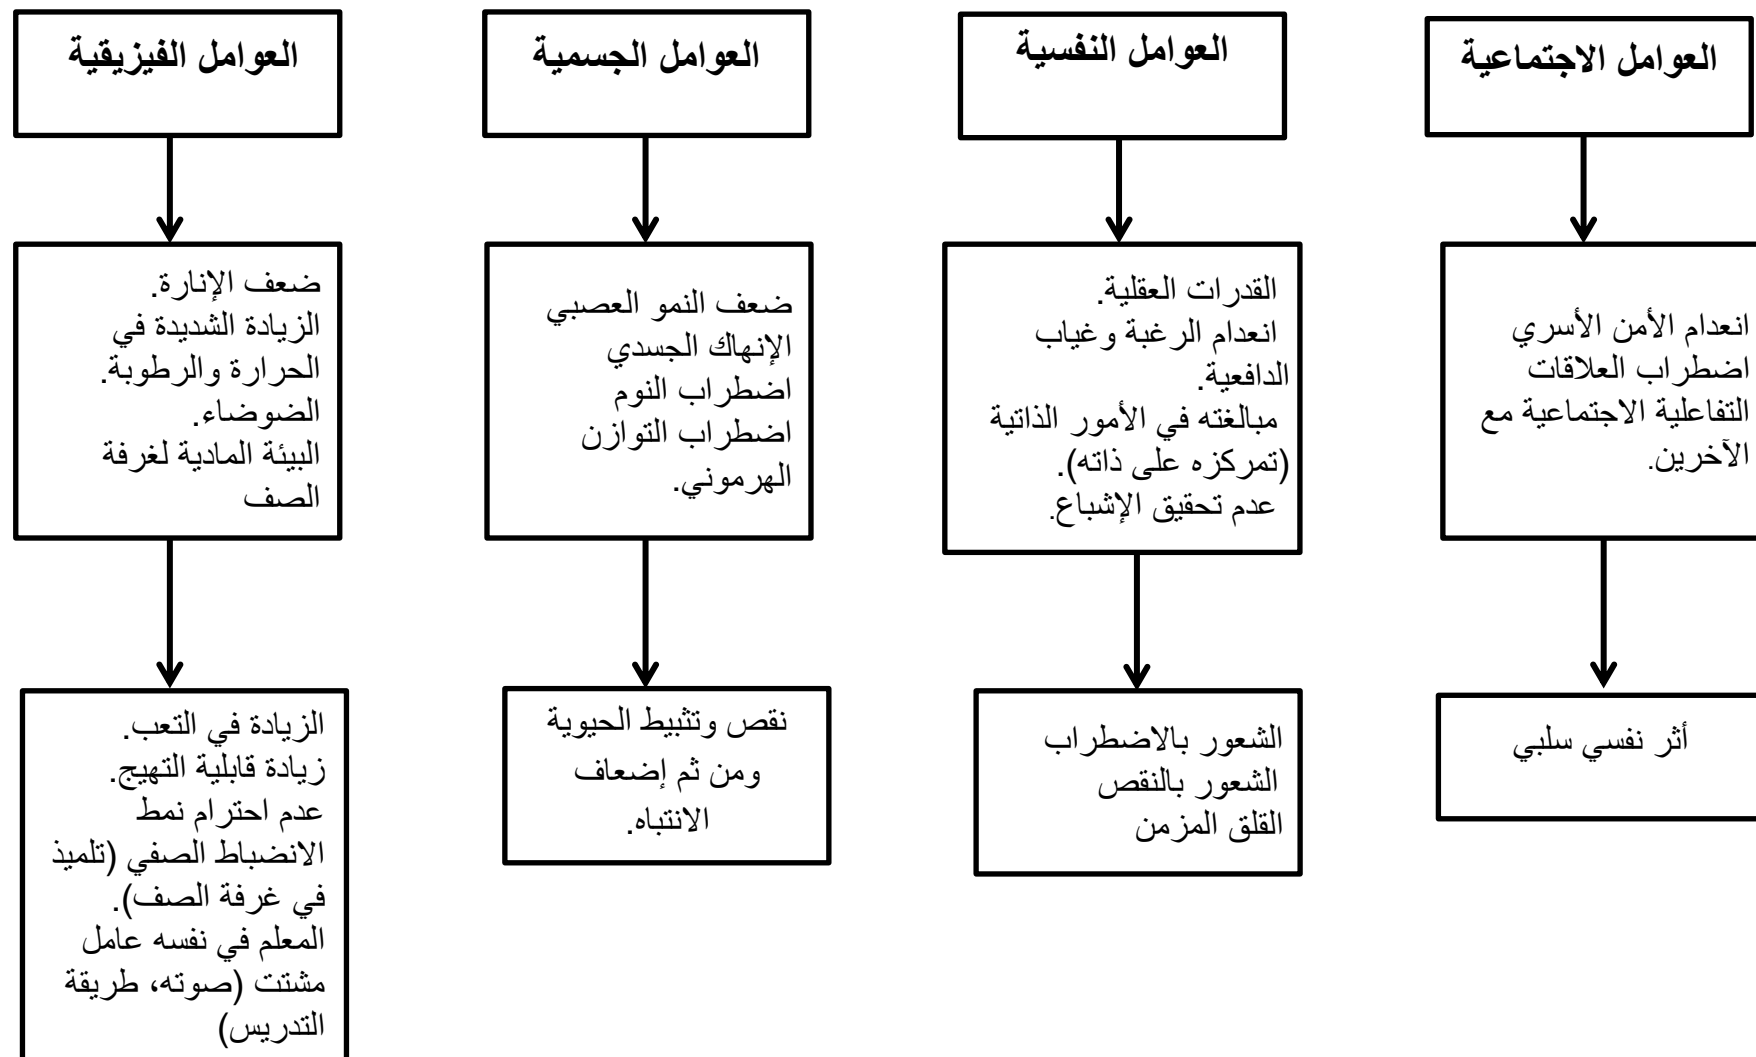 العوامل الاجتماعية
انعدام الأمن الأسري
اضطراب العلاقات
التفاعلية الاجتماعية مع
الآخرين.
أثر نفسي سلبي
العوامل النفسية
القدرات العقلية.
انعدام الرغبة وغياب
الدافعية.
مبالغته في الأمور الذاتية
(تمركزه على ذاته).
عدم تحقيق الإشباع.
الشعور بالاضطراب
الشعور بالنقص
القلق المزمن
العوامل الجسمية
ضعف النمو العصبي
الإنهاك الجسدي
اضطراب النوم
اضطراب التوازن
الهرموني.
نقص وتثبيط الحيوية
ومن ثم إضعاف
الانتباه.
العوامل الفيزيقية
ضعف الإنارة.
الزيادة الشديدة في
الحرارة والرطوبة.
الضوضاء.
البيئة المادية لغرفة
الصف
الزيادة في التعب.
زيادة قابلية التهيج.
عدم احترام نمط
الانضباط الصفي (تلميذ
في غرفة الصف).
المعلم في نفسه عامل
مشتت (صوته، طريقة
التدريس)